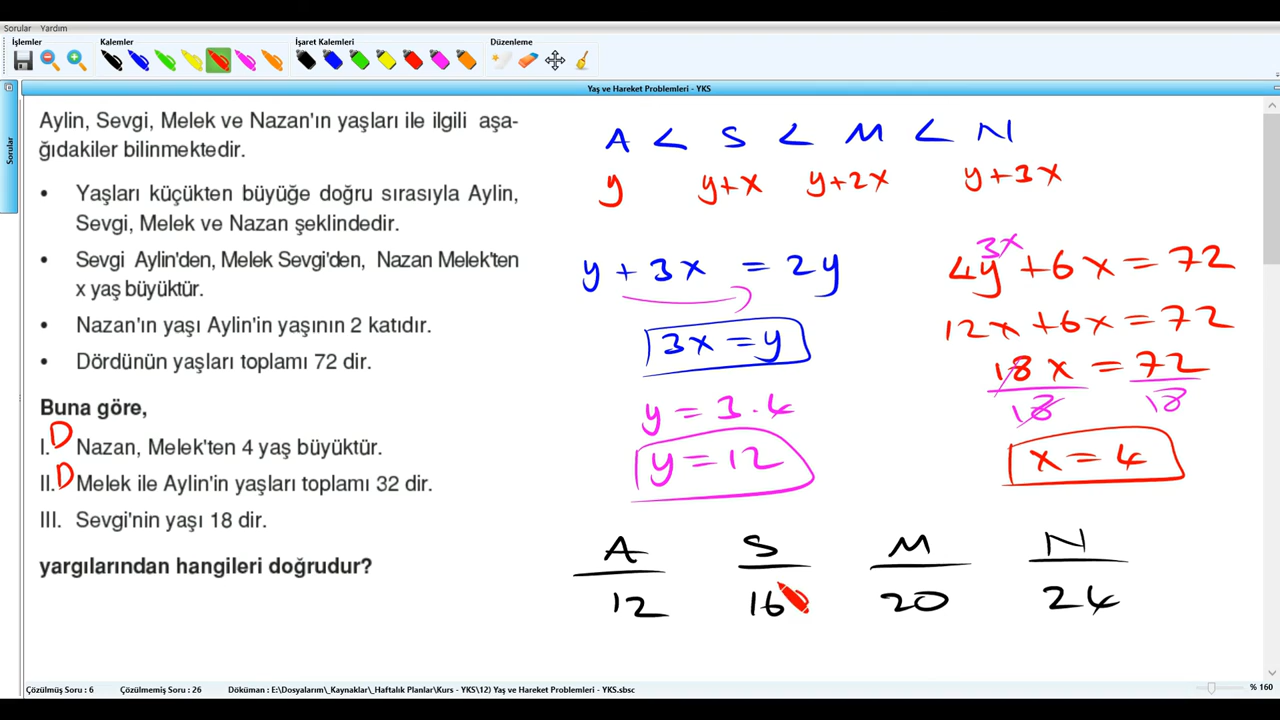 Sorular Yardım
İşlemler Kalemler İşaret Kalemleri Düzenleme
Yaş ve Hareket Problemleri - YKS
Sorular
Aylin, Sevgi, Melek ve Nazan'ın yaşları ile ilgili aşa-
ğıdakiler bilinmektedir.
• Yaşları küçükten büyüğe doğru sırasıyla Aylin,
Sevgi, Melek ve Nazan şeklindedir.
• Sevgi Aylin'den, Melek Sevgi'den, Nazan Melek'ten
x yaş büyüktür.
• Nazan'ın yaşı Aylin'in yaşının 2 katıdır.
• Dördünün yaşları toplamı 72 dir.
Buna göre,
I. D Nazan, Melek'ten 4 yaş büyüktür.
II. D Melek ile Aylin'in yaşları toplamı 32 dir.
III. Sevgi'nin yaşı 18 dir.
yargılarından hangileri doğrudur?
A < S < M < N
y y+x y+2x y+3x
y + 3x = 2y
3x = y
y = 3.4
y = 12
3x
4y + 6x = 72
12x + 6x = 72
18x = 72
18 18
x = 4
A S M N
12 16 20 24
Çözülmüş Soru : 6 Çözülmemiş Soru : 26 Döküman : E:\Dosyalarım\_Kaynaklar\_Haftalık Planlar\Kurs - YKS\12) Yaş ve Hareket Problemleri - YKS.sbsc % 160